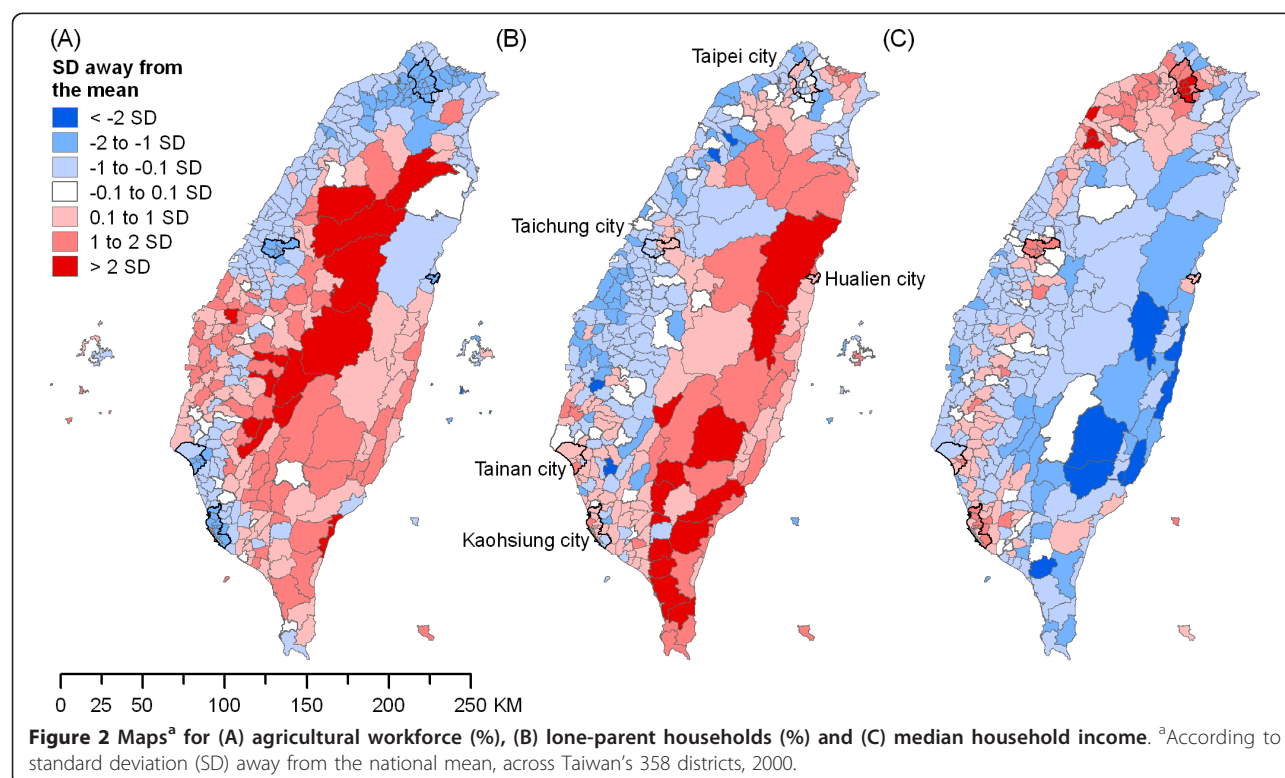 (A)
(B)
(C)
SD away from
the mean
< -2 SD
-2 to -1 SD
-1 to -0.1 SD
-0.1 to 0.1 SD
0.1 to 1 SD
1 to 2 SD
> 2 SD
Taipei city
Taichung city
Hualien city
Tainan city
Kaohsiung city
0 25 50 100 150 200 250 KM
Figure 2 Mapsᵃ for (A) agricultural workforce (%), (B) lone-parent households (%) and (C) median household income. ᵃAccording to
standard deviation (SD) away from the national mean, across Taiwan's 358 districts, 2000.